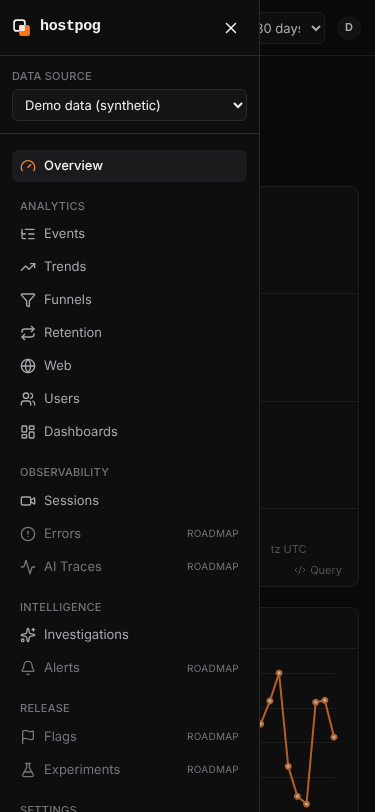 hostpog
30 days
D
DATA SOURCE
Demo data (synthetic)
Overview
ANALYTICS
Events
Trends
Funnels
Retention
Web
Users
Dashboards
OBSERVABILITY
Sessions
Errors ROADMAP
tz UTC
AI Traces ROADMAP
Query
INTELLIGENCE
Investigations
Alerts ROADMAP
RELEASE
Flags ROADMAP
Experiments ROADMAP
SETTINGS